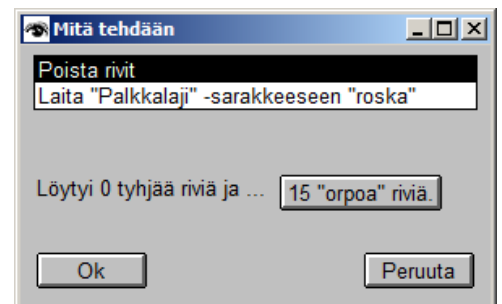 Mitä tehdään
Poista rivit
Laita "Palkkalaji" -sarakkeeseen "roska"
Löytyi 0 tyhjää riviä ja ... 15 "orpoa" riviä.
Ok Peruuta